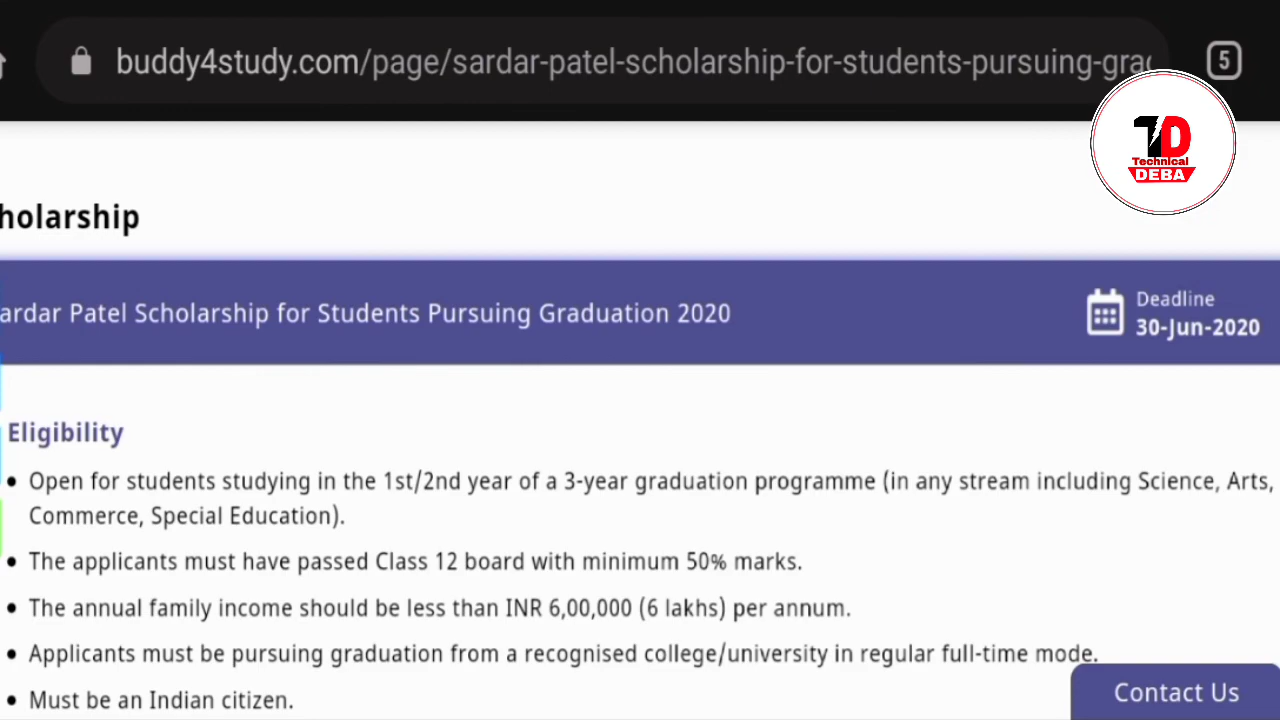 buddy4study.com/page/sardar-patel-scholarship-for-students-pursuing-grac
5
TD
Technical
DEBA
holarship
ardar Patel Scholarship for Students Pursuing Graduation 2020
Deadline
30-Jun-2020
Eligibility
• Open for students studying in the 1st/2nd year of a 3-year graduation programme (in any stream including Science, Arts,
Commerce, Special Education).
• The applicants must have passed Class 12 board with minimum 50% marks.
• The annual family income should be less than INR 6,00,000 (6 lakhs) per annum.
• Applicants must be pursuing graduation from a recognised college/university in regular full-time mode.
• Must be an Indian citizen.
Contact Us